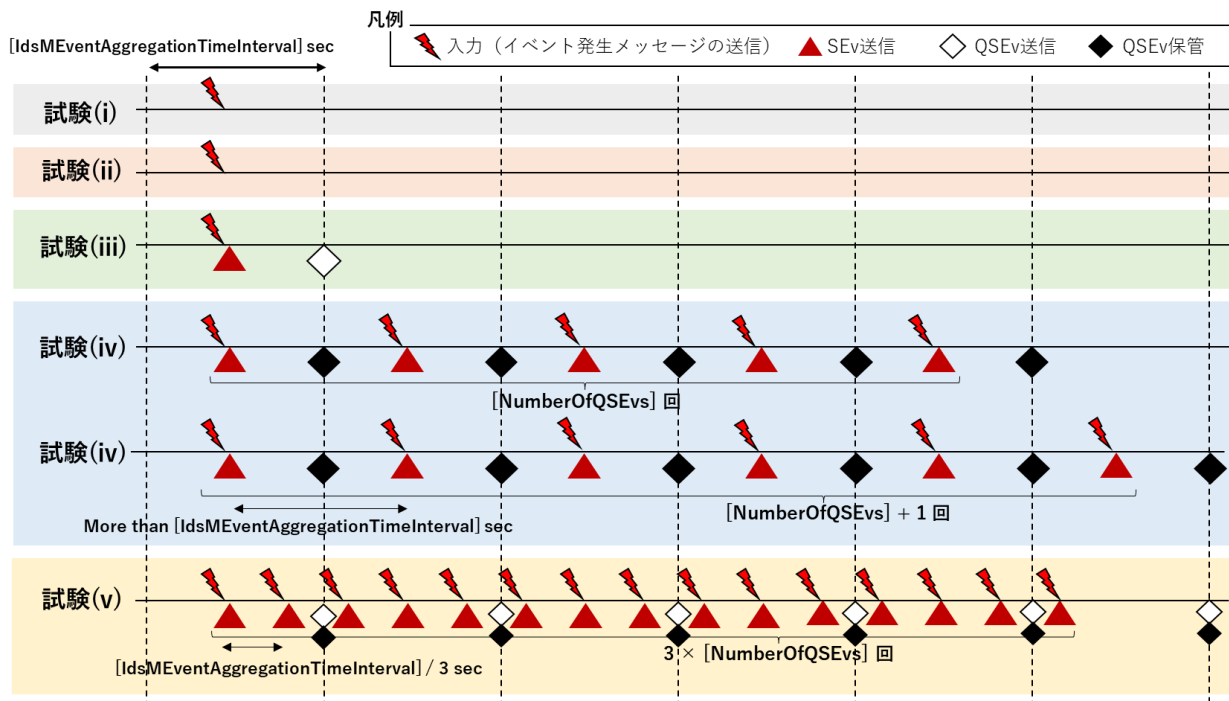 凡例
[IdsMEventAggregationTimeInterval] sec
入力（イベント発生メッセージの送信） SEv送信 QSEv送信 QSEv保管
試験(i)
試験(ii)
試験(iii)
試験(iv)
[NumberOfQSEvs] 回
試験(iv)
[NumberOfQSEvs] + 1 回
More than [IdsMEventAggregationTimeInterval] sec
試験(v)
3 × [NumberOfQSEvs] 回
[IdsMEventAggregationTimeInterval] / 3 sec